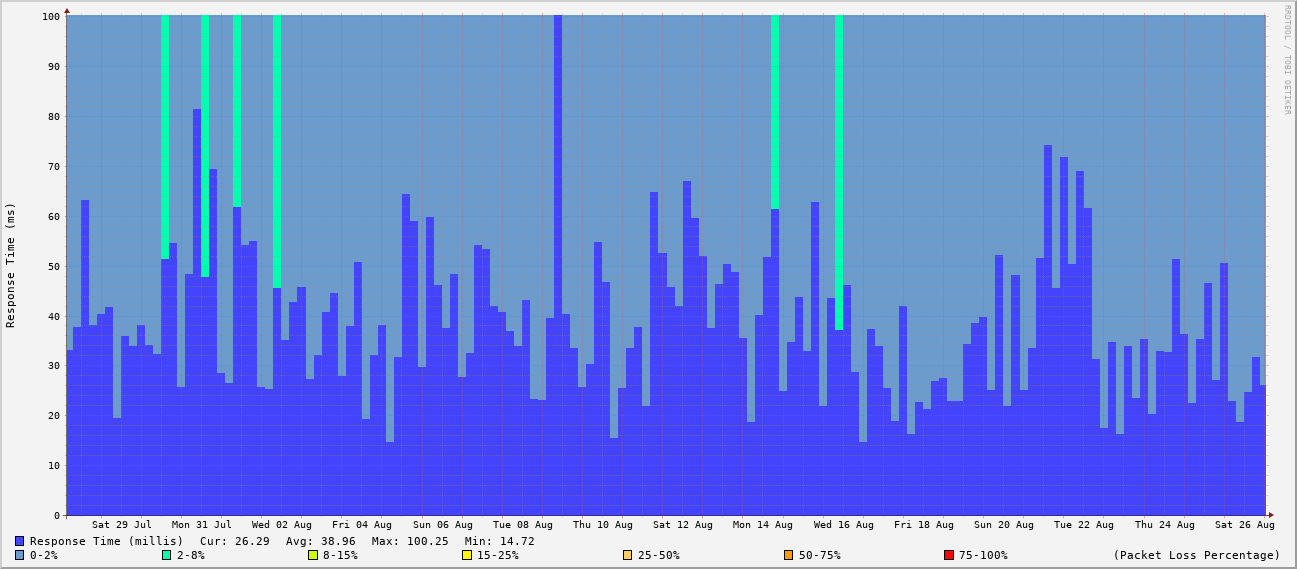 RRDTOOL / TOBI OETIKER
Response Time (ms)
100
90
80
70
60
50
40
30
20
10
0
Sat 29 Jul Mon 31 Jul Wed 02 Aug Fri 04 Aug Sun 06 Aug Tue 08 Aug Thu 10 Aug Sat 12 Aug Mon 14 Aug Wed 16 Aug Fri 18 Aug Sun 20 Aug Tue 22 Aug Thu 24 Aug Sat 26 Aug
Response Time (millis) Cur: 26.29 Avg: 38.96 Max: 100.25 Min: 14.72
0-2% 2-8% 8-15% 15-25% 25-50% 50-75% 75-100% (Packet Loss Percentage)